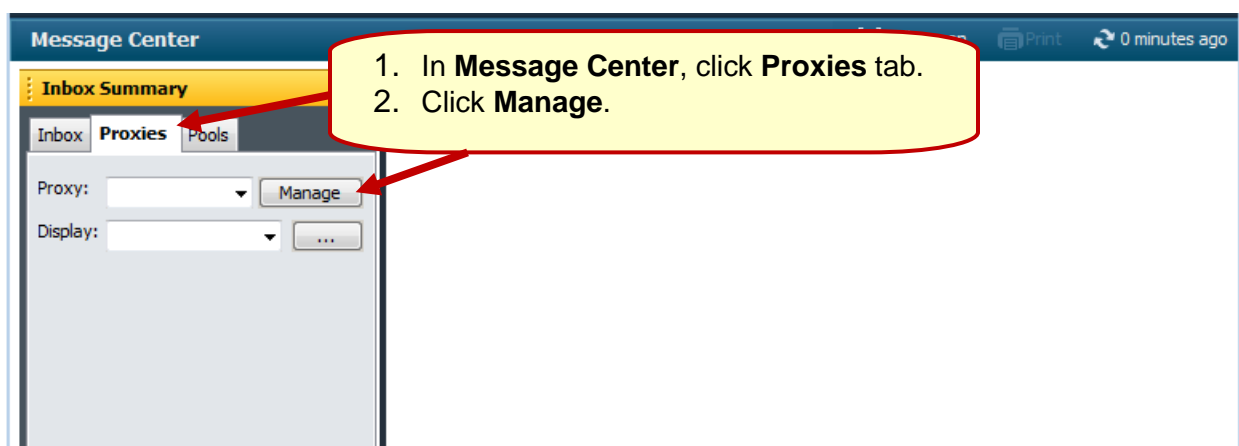 Message Center
Print
0 minutes ago
1. In Message Center, click Proxies tab.
2. Click Manage.
Inbox Summary
Inbox Proxies Pools
Proxy:
Manage
Display:
...